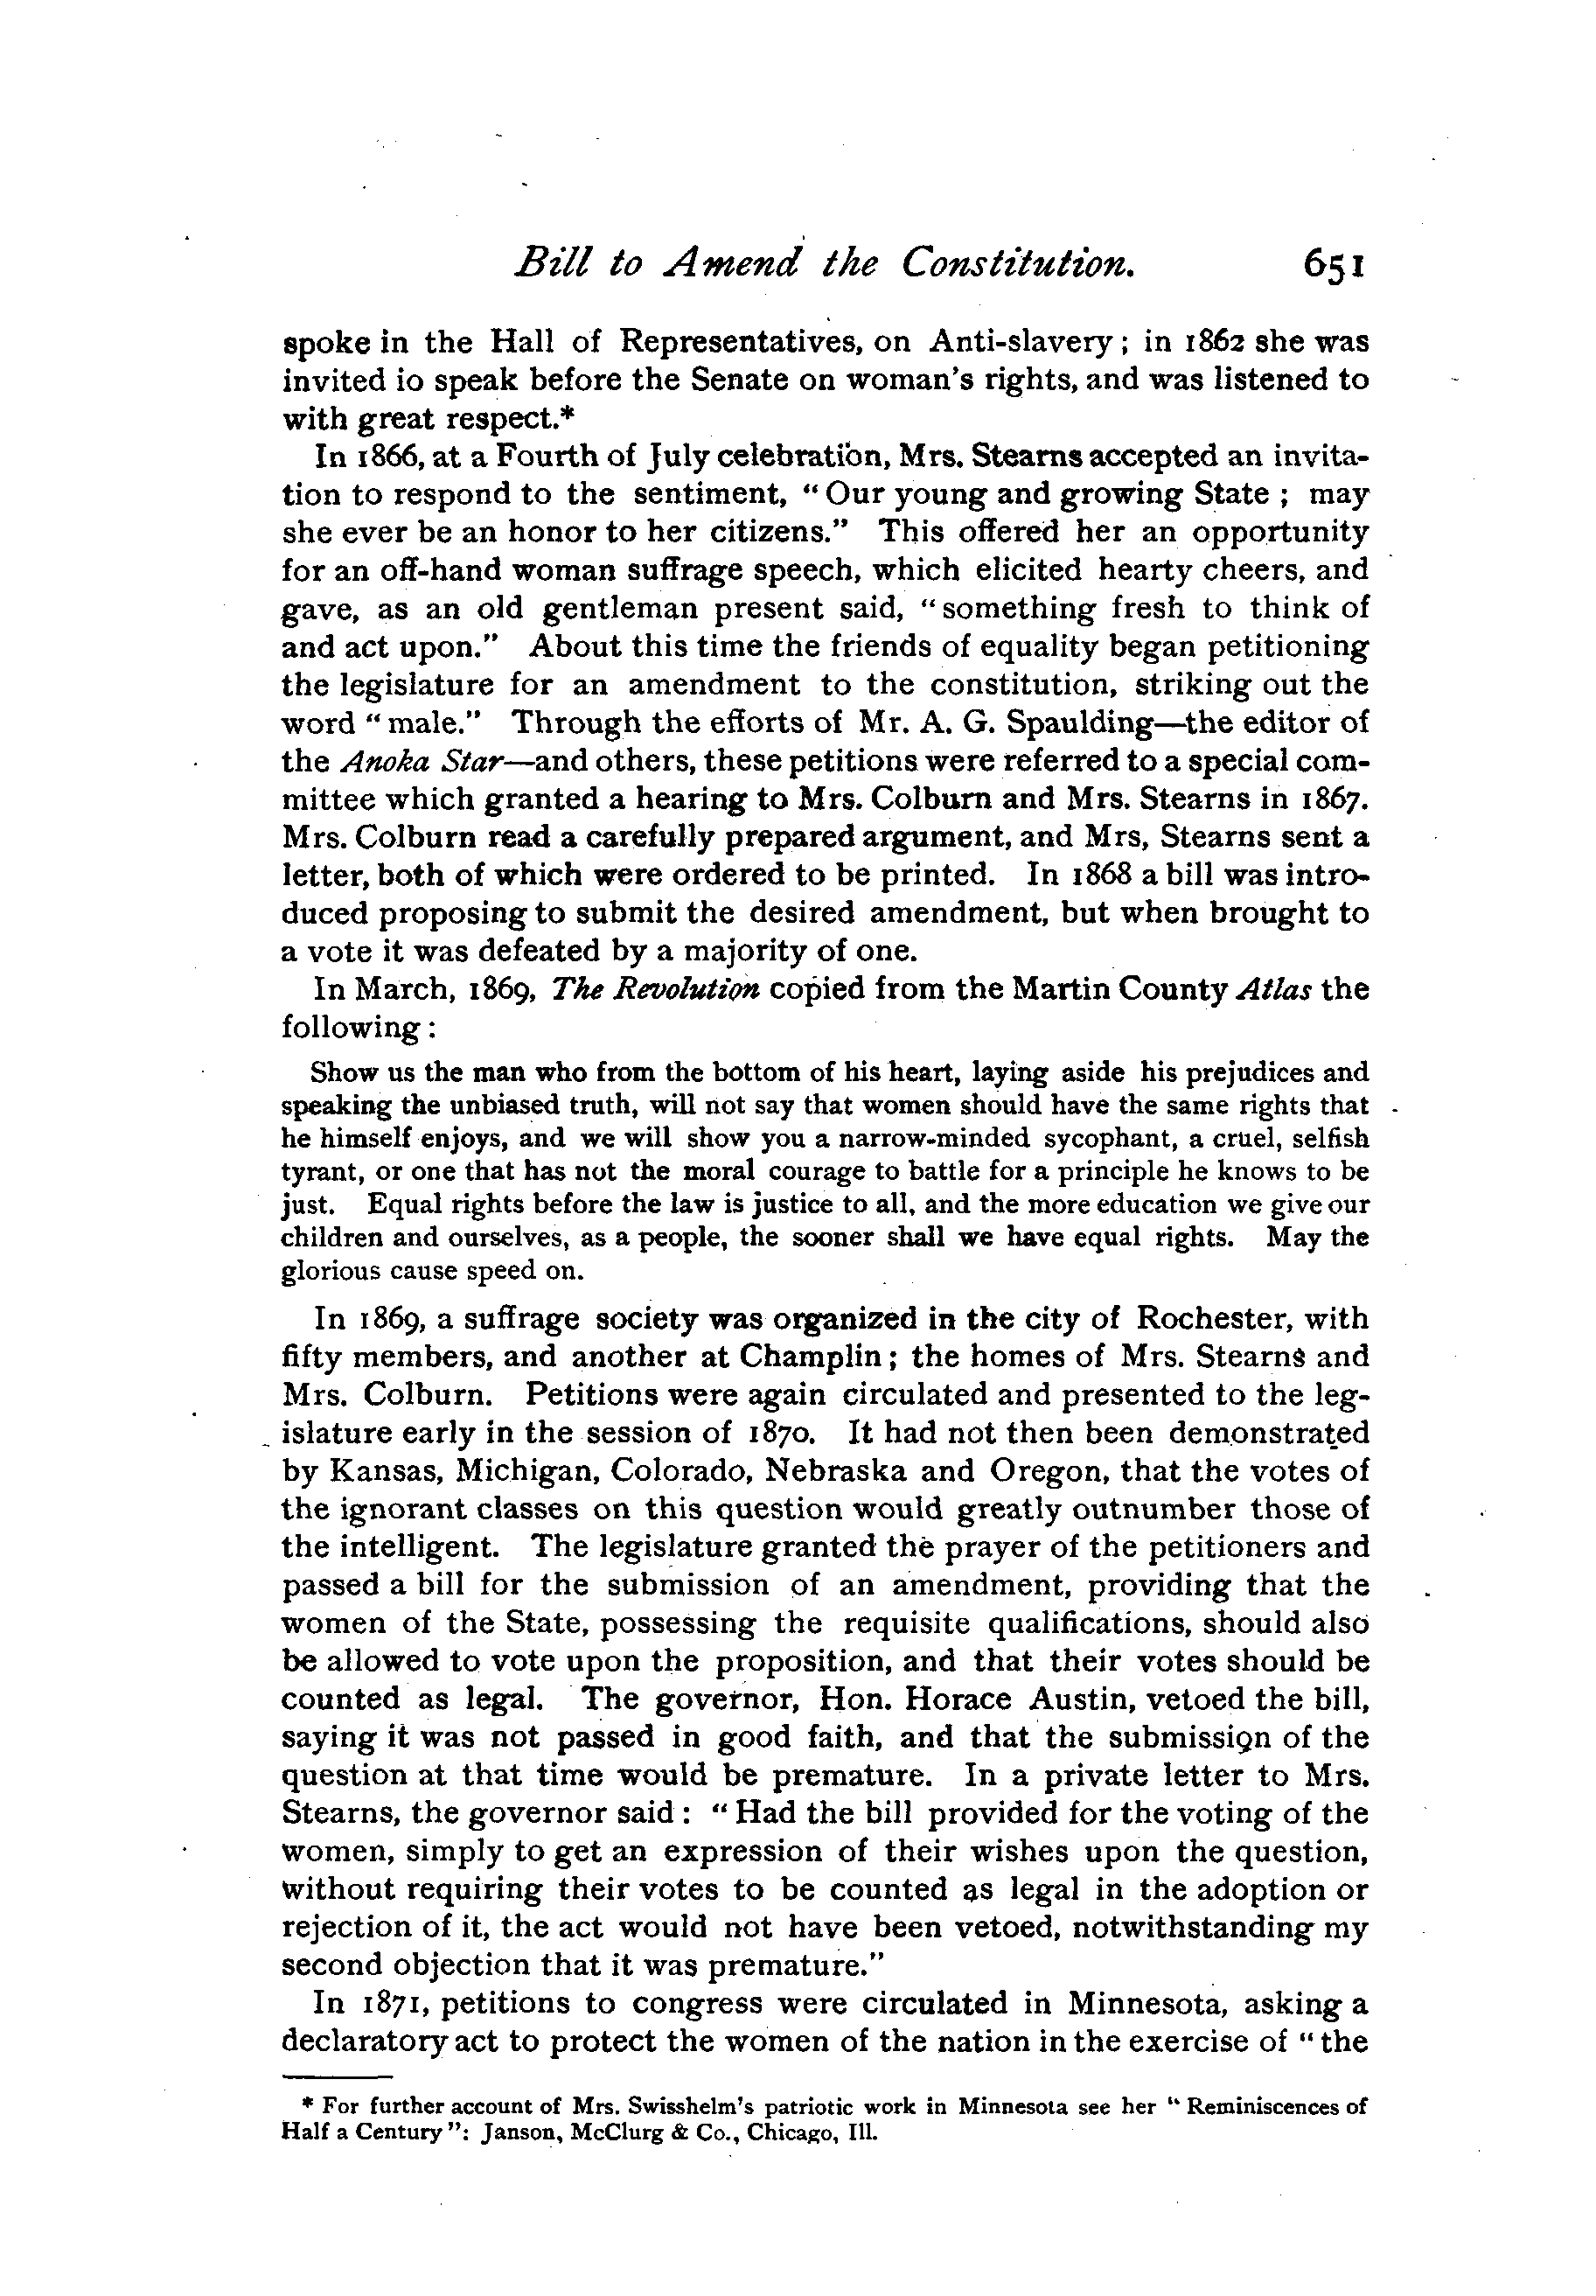 Bill to Amend the Constitution. 651
spoke in the Hall of Representatives, on Anti-slavery; in 1862 she was
invited io speak before the Senate on woman's rights, and was listened to
with great respect.*
In 1866, at a Fourth of July celebration, Mrs. Stearns accepted an invita-
tion to respond to the sentiment, "Our young and growing State; may
she ever be an honor to her citizens." This offered her an opportunity
for an off-hand woman suffrage speech, which elicited hearty cheers, and
gave, as an old gentleman present said, "something fresh to think of
and act upon." About this time the friends of equality began petitioning
the legislature for an amendment to the constitution, striking out the
word "male." Through the efforts of Mr. A. G. Spaulding—the editor of
the Anoka Star—and others, these petitions were referred to a special com-
mittee which granted a hearing to Mrs. Colburn and Mrs. Stearns in 1867.
Mrs. Colburn read a carefully prepared argument, and Mrs, Stearns sent a
letter, both of which were ordered to be printed. In 1868 a bill was intro-
duced proposing to submit the desired amendment, but when brought to
a vote it was defeated by a majority of one.
In March, 1869, The Revolution copied from the Martin County Atlas the
following:
Show us the man who from the bottom of his heart, laying aside his prejudices and
speaking the unbiased truth, will not say that women should have the same rights that
he himself enjoys, and we will show you a narrow-minded sycophant, a cruel, selfish
tyrant, or one that has not the moral courage to battle for a principle he knows to be
just. Equal rights before the law is justice to all, and the more education we give our
children and ourselves, as a people, the sooner shall we have equal rights. May the
glorious cause speed on.
In 1869, a suffrage society was organized in the city of Rochester, with
fifty members, and another at Champlin; the homes of Mrs. Stearns and
Mrs. Colburn. Petitions were again circulated and presented to the leg-
islature early in the session of 1870. It had not then been demonstrated
by Kansas, Michigan, Colorado, Nebraska and Oregon, that the votes of
the ignorant classes on this question would greatly outnumber those of
the intelligent. The legislature granted the prayer of the petitioners and
passed a bill for the submission of an amendment, providing that the
women of the State, possessing the requisite qualifications, should also
be allowed to vote upon the proposition, and that their votes should be
counted as legal. The governor, Hon. Horace Austin, vetoed the bill,
saying it was not passed in good faith, and that the submission of the
question at that time would be premature. In a private letter to Mrs.
Stearns, the governor said: "Had the bill provided for the voting of the
women, simply to get an expression of their wishes upon the question,
without requiring their votes to be counted as legal in the adoption or
rejection of it, the act would not have been vetoed, notwithstanding my
second objection that it was premature."
In 1871, petitions to congress were circulated in Minnesota, asking a
declaratory act to protect the women of the nation in the exercise of "the
* For further account of Mrs. Swisshelm's patriotic work in Minnesota see her "Reminiscences of
Half a Century": Janson, McClurg & Co., Chicago, Ill.